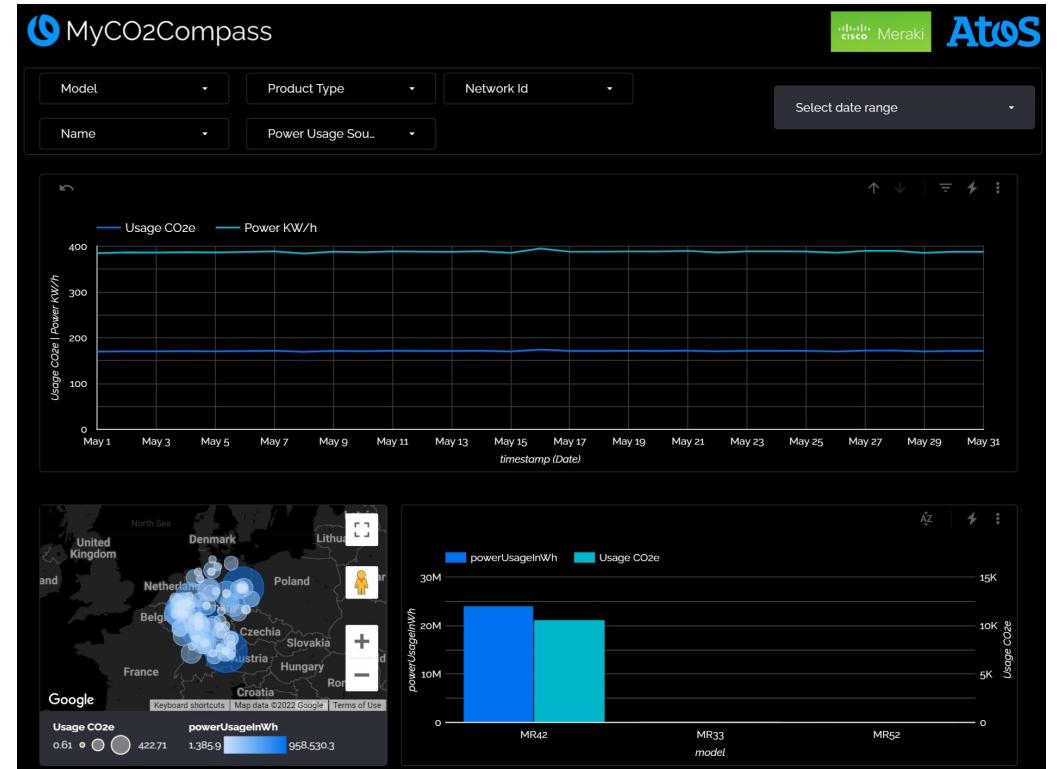 MyCO2Compass
cisco Meraki
Atos
Model
Product Type
Network Id
Select date range
Name
Power Usage Sou...
Usage CO2e
Power KW/h
400
300
200
100
0
Usage CO2e | Power KW/h
May 1 May 3 May 5 May 7 May 9 May 11 May 13 May 15 May 17 May 19 May 21 May 23 May 25 May 27 May 29 May 31
timestamp (Date)
North Sea
United
Kingdom
Denmark
Poland
Czechia
Slovakia
France
Hungary
Croatia
Google
Keyboard shortcuts
Map data ©2022 Google
Terms of Use
Usage CO2e
0.61
422.71
powerUsageInWh
1,385.9
958,530.3
AZ
powerUsageInWh
Usage CO2e
30M
20M
10M
0
powerUsageInWh
15K
10K
5K
0
Usage CO2e
MR42 MR33 MR52
model